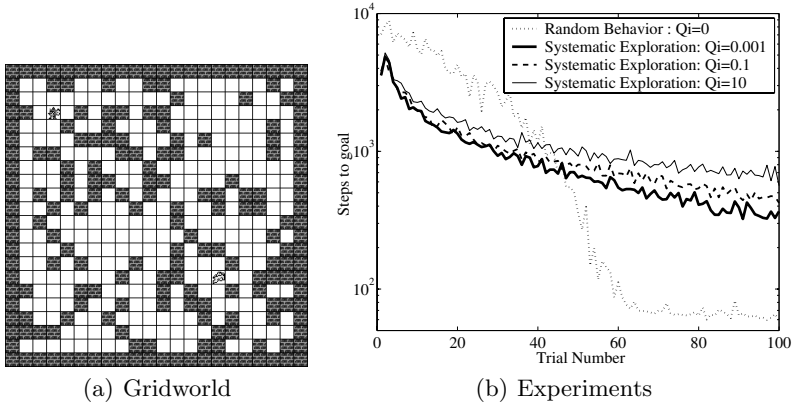 10^4
10^3
10^2
Steps to goal
Random Behavior : Qi=0
Systematic Exploration: Qi=0.001
Systematic Exploration: Qi=0.1
Systematic Exploration: Qi=10
0 20 40 60 80 100
Trial Number
(a) Gridworld
(b) Experiments